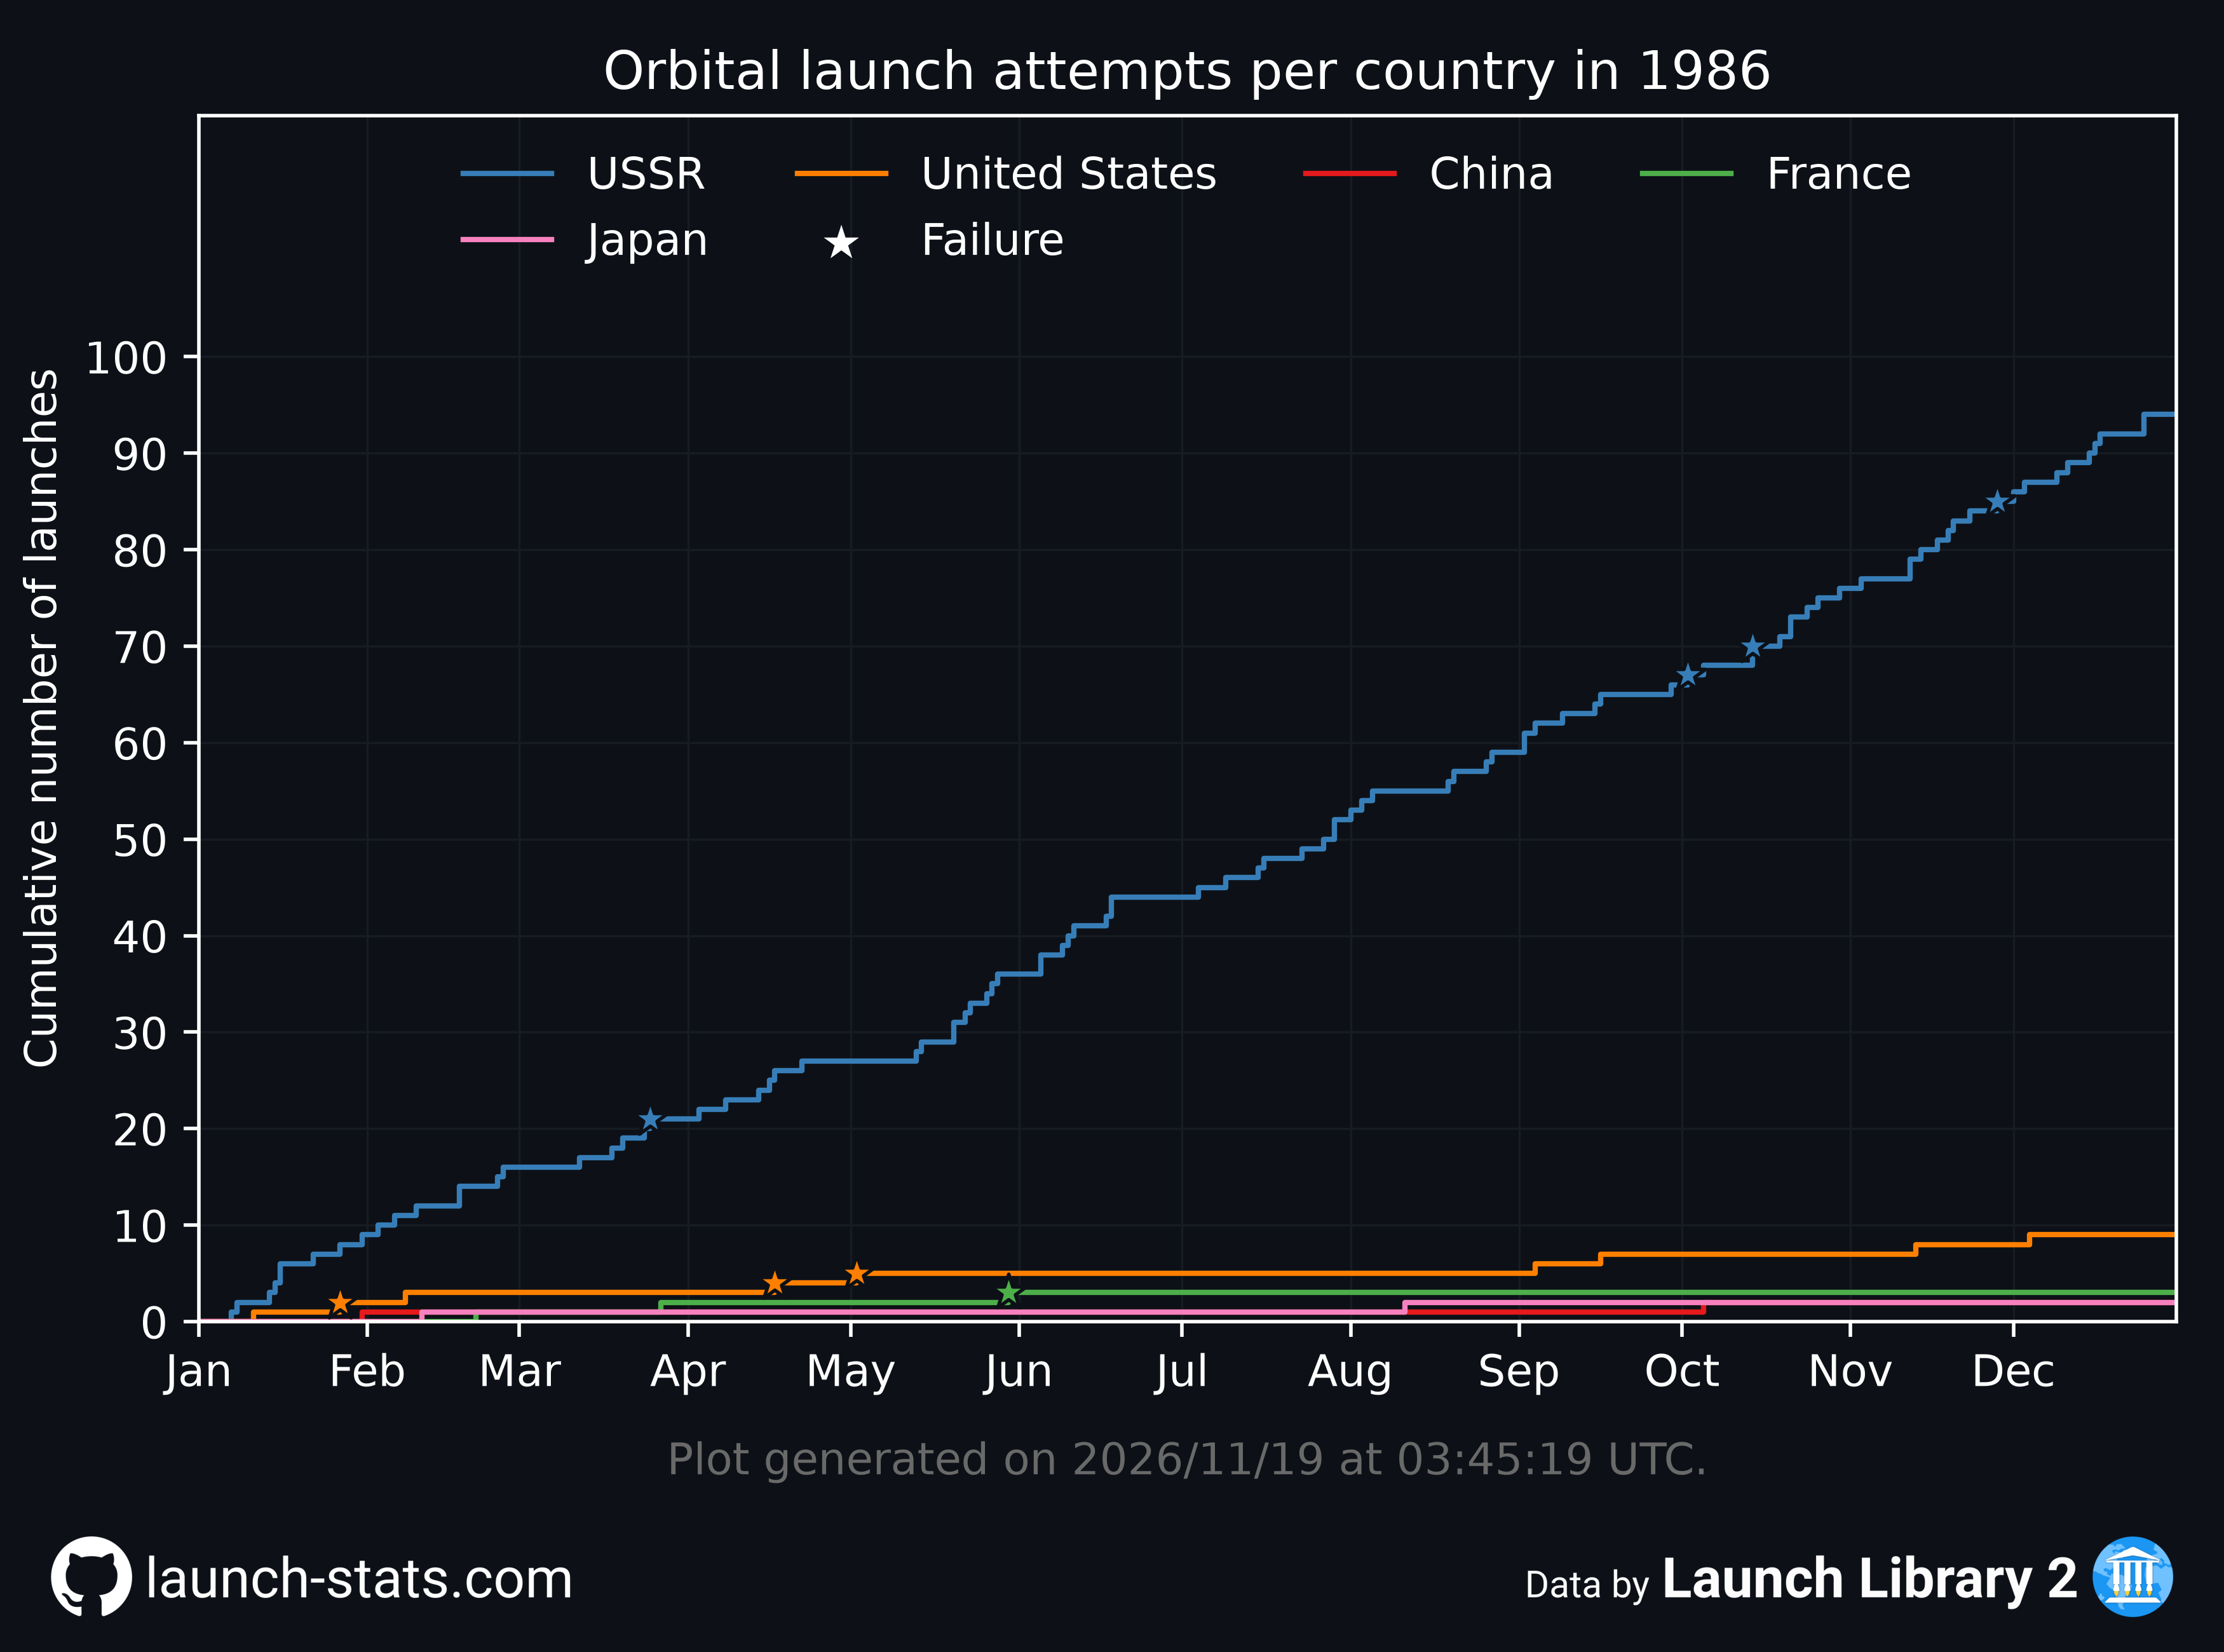 Orbital launch attempts per country in 1986
USSR United States China France
Japan Failure
Cumulative number of launches
100
90
80
70
60
50
40
30
20
10
0
Jan Feb Mar Apr May Jun Jul Aug Sep Oct Nov Dec
Plot generated on 2026/11/19 at 03:45:19 UTC.
launch-stats.com
Data by Launch Library 2